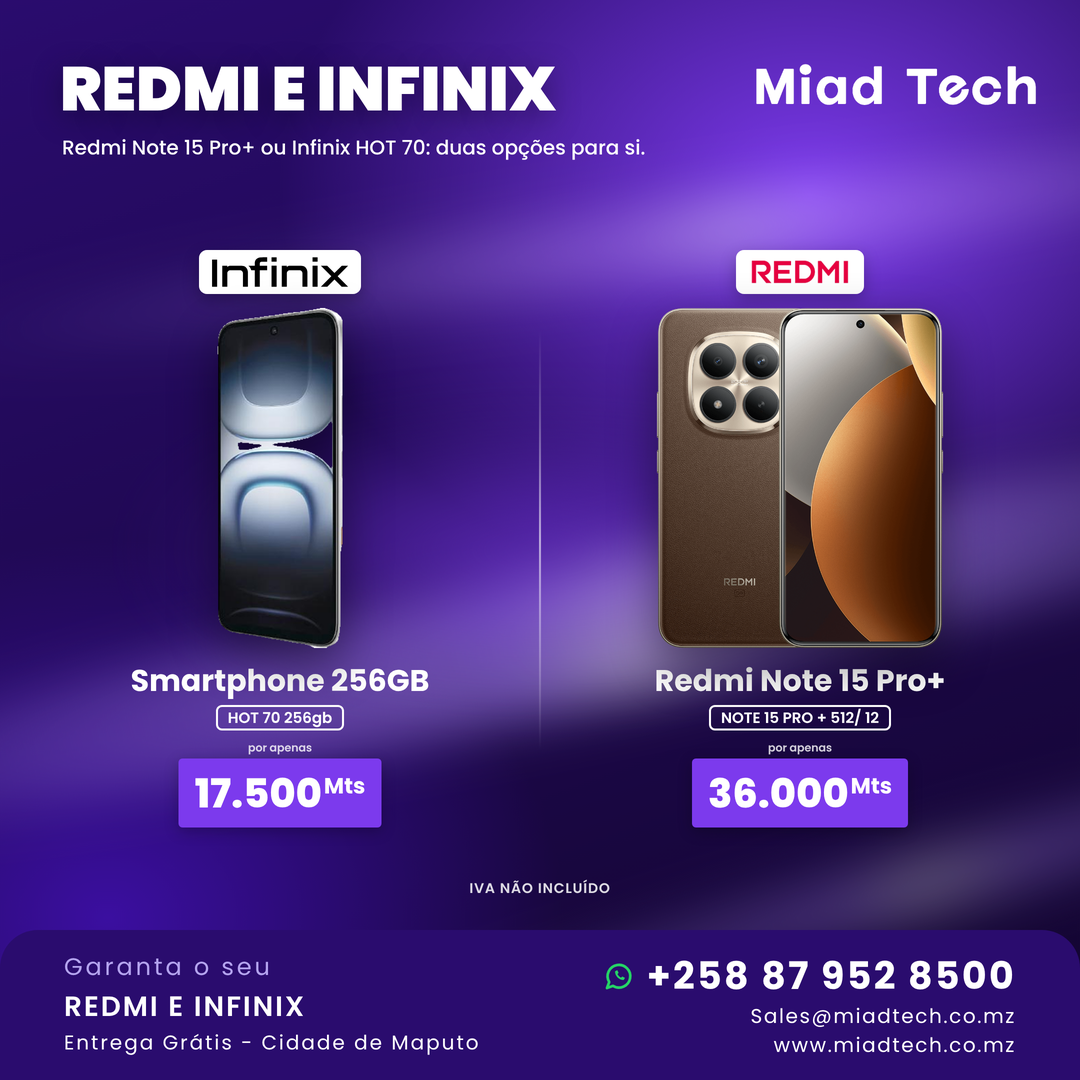 REDMI E INFINIX
Miad Tech
Redmi Note 15 Pro+ ou Infinix HOT 70: duas opções para si.
Infinix
REDMI
REDMI
Smartphone 256GB
HOT 70 256gb
por apenas
17.500Mts
Redmi Note 15 Pro+
NOTE 15 PRO + 512/ 12
por apenas
36.000Mts
IVA NÃO INCLUÍDO
Garanta o seu
REDMI E INFINIX
Entrega Grátis - Cidade de Maputo
+258 87 952 8500
Sales@miadtech.co.mz
www.miadtech.co.mz